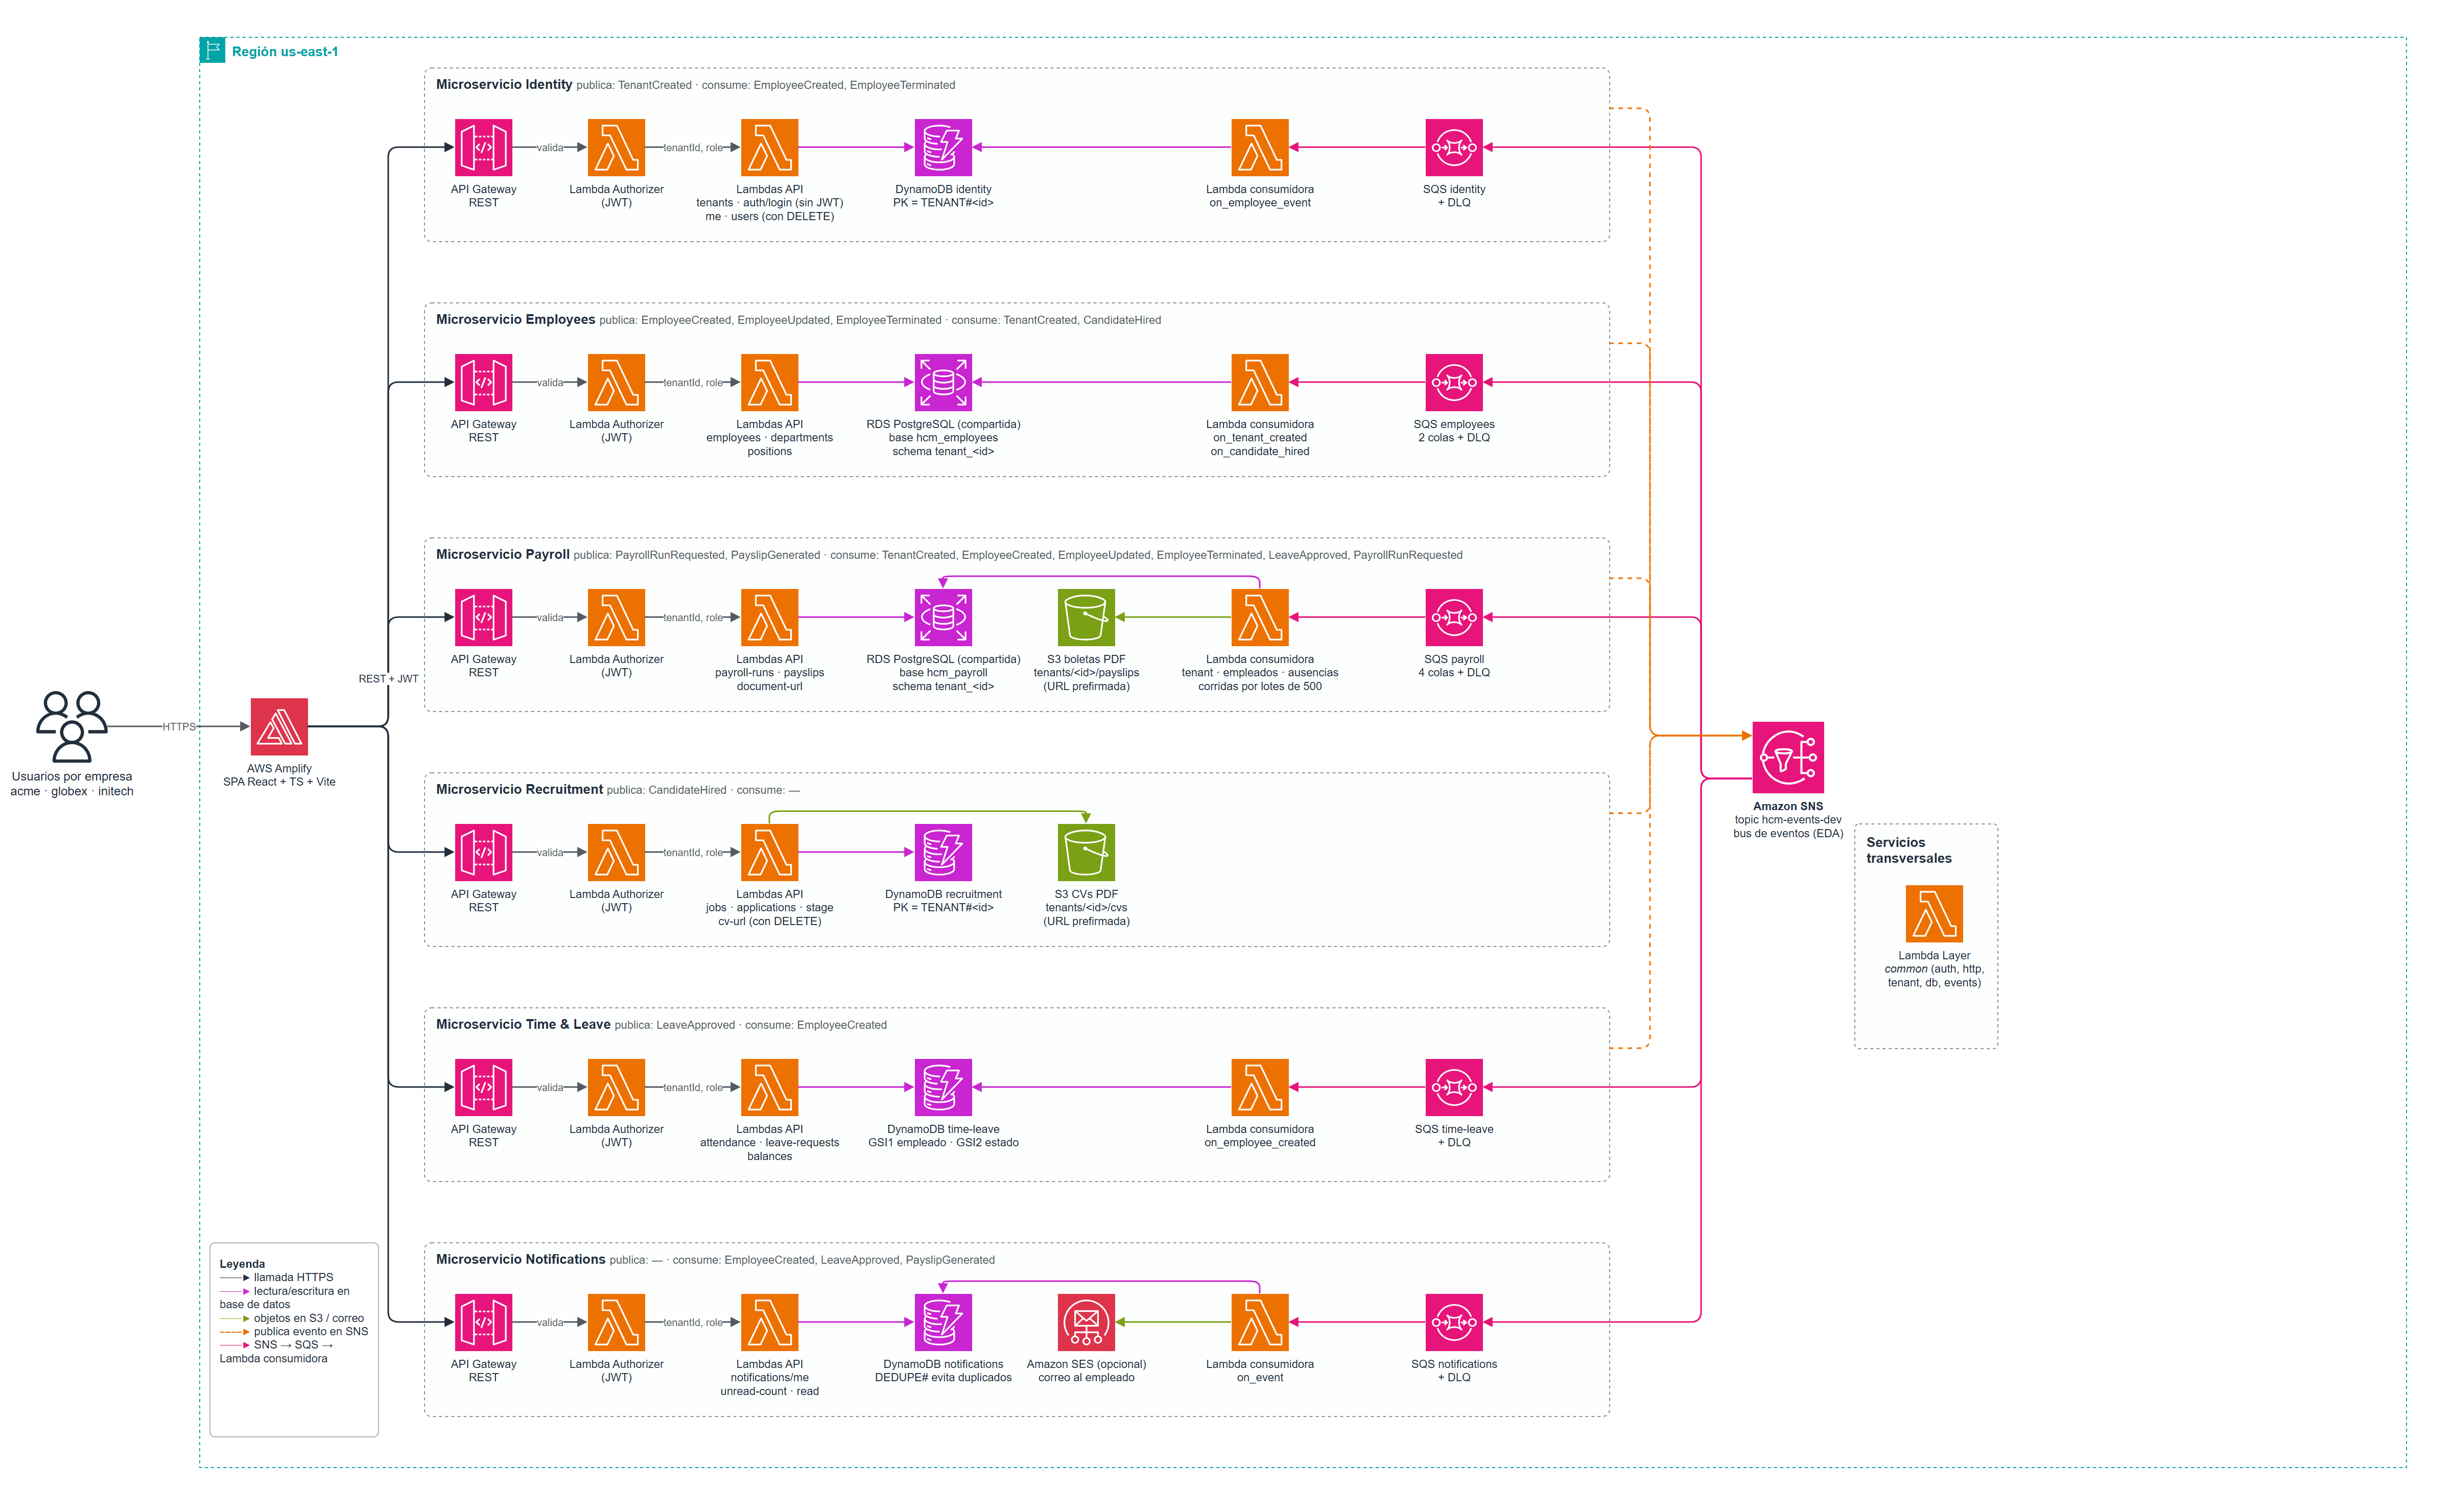 Región us-east-1
Microservicio Identity publica: TenantCreated · consume: EmployeeCreated, EmployeeTerminated
valida
tenantId, role
API Gateway
REST
Lambda Authorizer
(JWT)
Lambdas API
tenants · auth/login (sin JWT)
me · users (con DELETE)
DynamoDB identity
PK = TENANT#<id>
Lambda consumidora
on_employee_event
SQS identity
+ DLQ
Microservicio Employees publica: EmployeeCreated, EmployeeUpdated, EmployeeTerminated · consume: TenantCreated, CandidateHired
valida
tenantId, role
API Gateway
REST
Lambda Authorizer
(JWT)
Lambdas API
employees · departments
positions
RDS PostgreSQL (compartida)
base hcm_employees
schema tenant_<id>
Lambda consumidora
on_tenant_created
on_candidate_hired
SQS employees
2 colas + DLQ
Microservicio Payroll publica: PayrollRunRequested, PayslipGenerated · consume: TenantCreated, EmployeeCreated, EmployeeUpdated, EmployeeTerminated, LeaveApproved, PayrollRunRequested
valida
tenantId, role
API Gateway
REST
Lambda Authorizer
(JWT)
Lambdas API
payroll-runs · payslips
document-url
RDS PostgreSQL (compartida)
base hcm_payroll
schema tenant_<id>
S3 boletas PDF
tenants/<id>/payslips
(URL prefirmada)
Lambda consumidora
tenant · empleados · ausencias
corridas por lotes de 500
SQS payroll
4 colas + DLQ
REST + JWT
HTTPS
Usuarios por empresa
acme · globex · initech
AWS Amplify
SPA React + TS + Vite
Amazon SNS
topic hcm-events-dev
bus de eventos (EDA)
Microservicio Recruitment publica: CandidateHired · consume: —
valida
tenantId, role
API Gateway
REST
Lambda Authorizer
(JWT)
Lambdas API
jobs · applications · stage
cv-url (con DELETE)
DynamoDB recruitment
PK = TENANT#<id>
S3 CVs PDF
tenants/<id>/cvs
(URL prefirmada)
Servicios
transversales
Lambda Layer
common (auth, http,
tenant, db, events)
Microservicio Time & Leave publica: LeaveApproved · consume: EmployeeCreated
valida
tenantId, role
API Gateway
REST
Lambda Authorizer
(JWT)
Lambdas API
attendance · leave-requests
balances
DynamoDB time-leave
GSI1 empleado · GSI2 estado
Lambda consumidora
on_employee_created
SQS time-leave
+ DLQ
Leyenda
llamada HTTPS
lectura/escritura en
base de datos
objetos en S3 / correo
publica evento en SNS
SNS → SQS →
Lambda consumidora
Microservicio Notifications publica: — · consume: EmployeeCreated, LeaveApproved, PayslipGenerated
valida
tenantId, role
API Gateway
REST
Lambda Authorizer
(JWT)
Lambdas API
notifications/me
unread-count · read
DynamoDB notifications
DEDUPE# evita duplicados
Amazon SES (opcional)
correo al empleado
Lambda consumidora
on_event
SQS notifications
+ DLQ